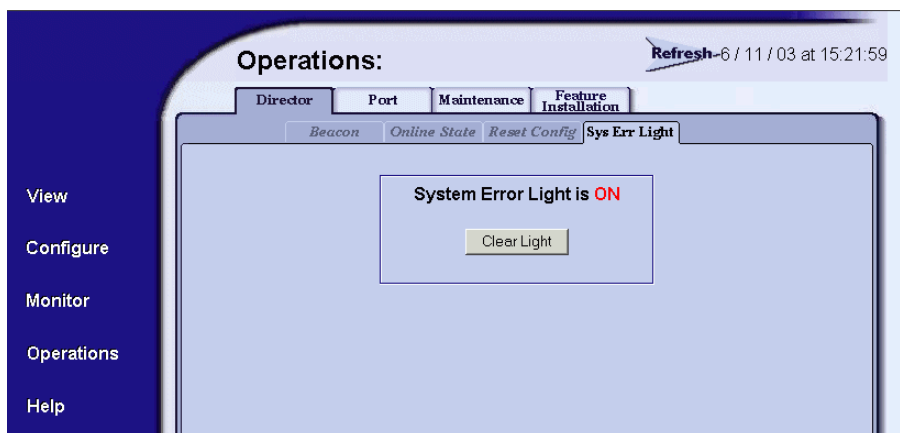 Operations:
Refresh-6 / 11 / 03 at 15:21:59
Director Port Maintenance Feature Installation
Beacon Online State Reset Config Sys Err Light
System Error Light is ON
Clear Light
View
Configure
Monitor
Operations
Help